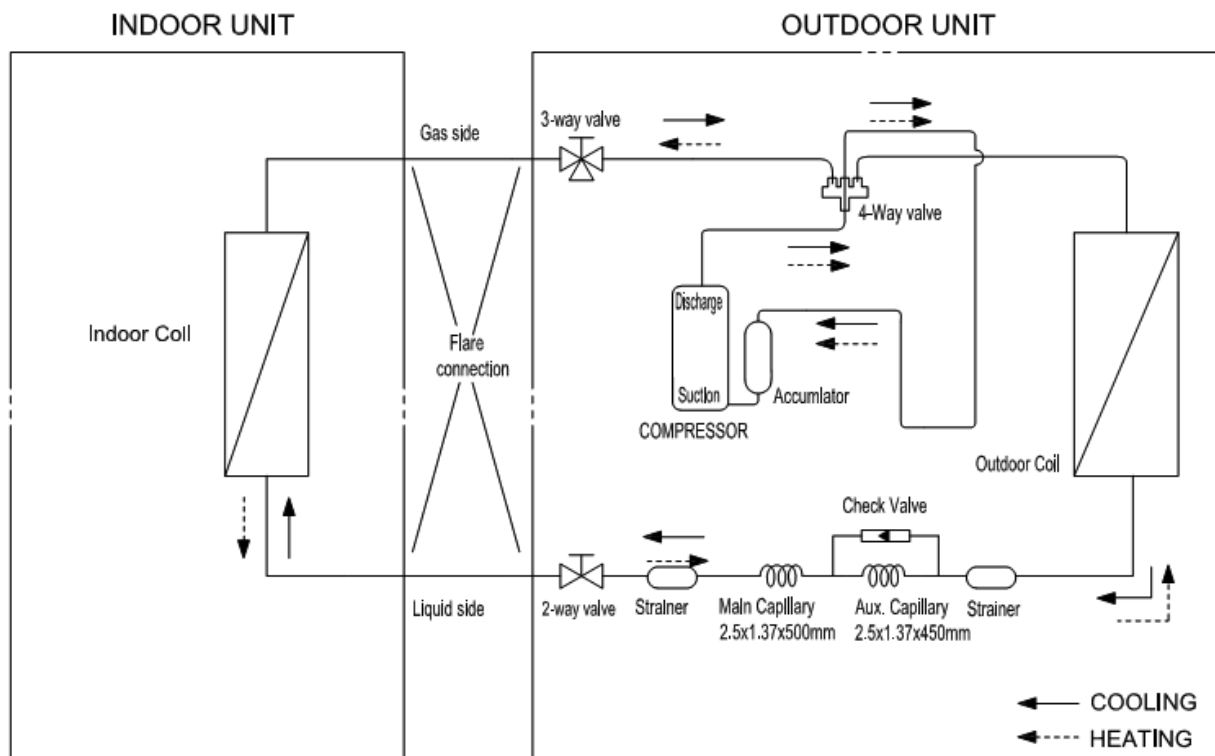 INDOOR UNIT
OUTDOOR UNIT
3-way valve
Gas side
4-Way valve
Discharge
Indoor Coil
Flare
connection
Suction
Accumlator
COMPRESSOR
Outdoor Coil
Check Valve
Liquid side
2-way valve
Strainer
Main Capillary
2.5x1.37x500mm
Aux. Capillary
2.5x1.37x450mm
Strainer
COOLING
HEATING